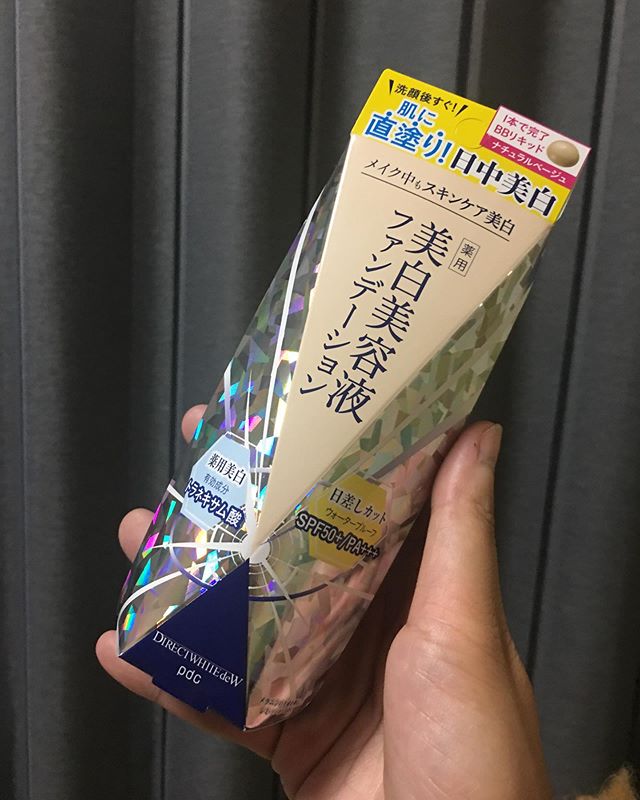 洗顔後すぐ!
肌に
直塗り!日中美白
1本で完了
BBリキッド
ナチュラルベージュ
メイク中もスキンケア美白
薬用
美白美容液
ファンデーション
薬用美白
有効成分
トラネキサム酸
日差しカット
ウォータープルーフ
SPF50+/PA++++
DIRECTWHITEdeW
pdc